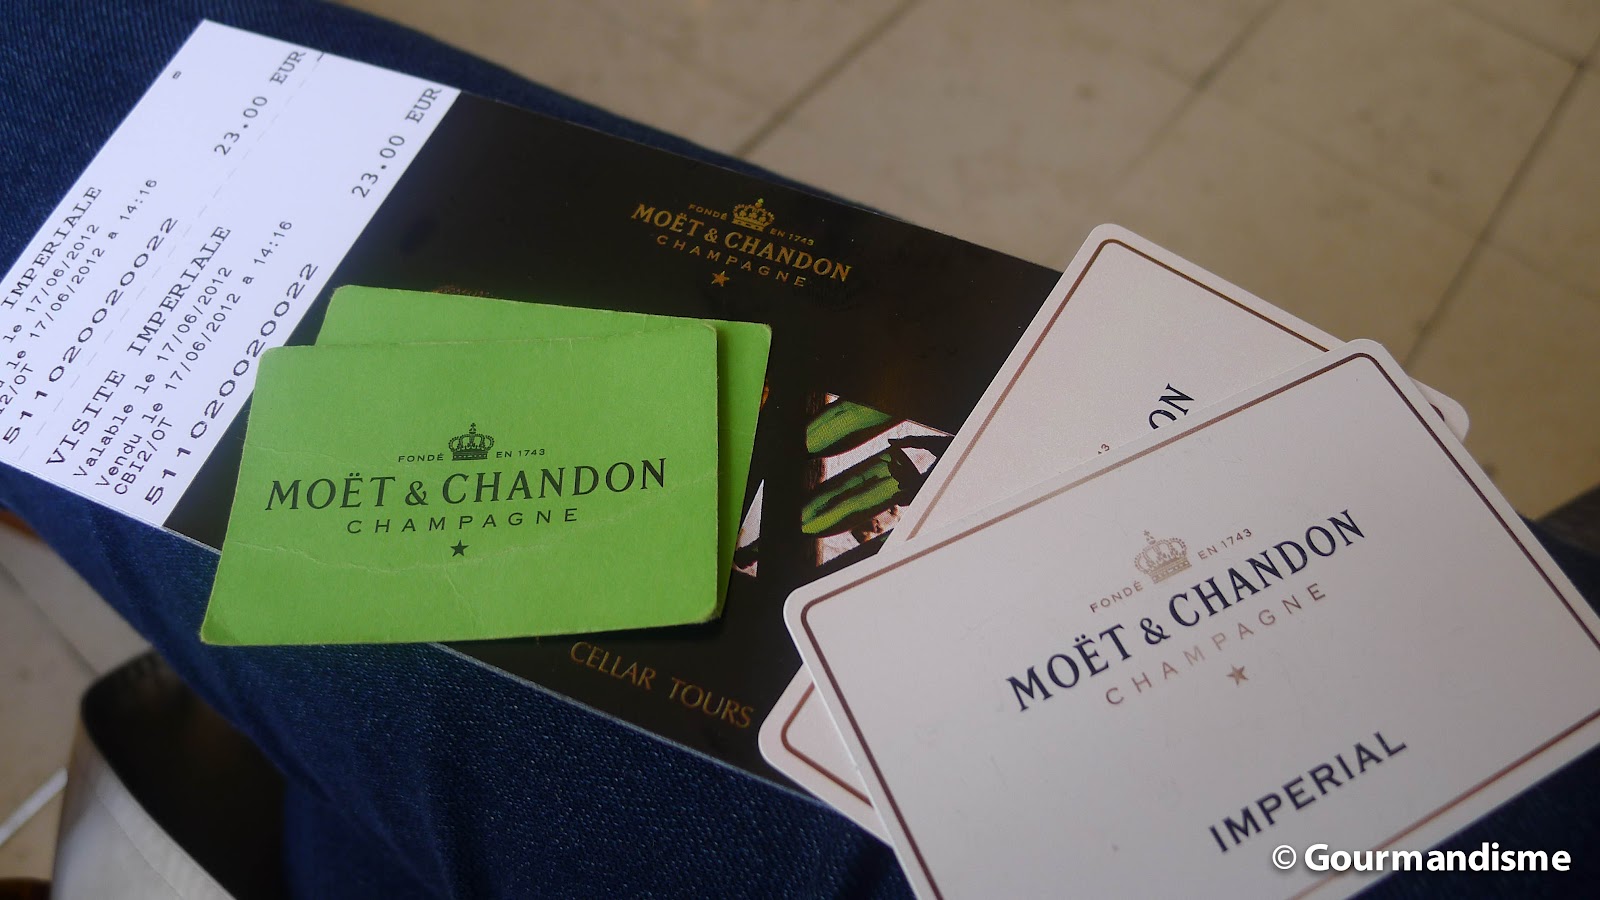 23.00 EUR
IMPERIALE
le 17/06/2012
le 17/06/2012 a 14:16
/OT
511020020022
23.00 EUR
VISITE IMPERIALE
Valable le 17/06/2012
Vendu le 17/06/2012 a 14:16
CBI2/OT
511020020022
FONDÉ EN 1743
MOËT & CHANDON
CHAMPAGNE
CELLAR TOURS
FONDÉ EN 1743
MOËT & CHANDON
CHAMPAGNE
ON
FONDÉ EN 1743
MOËT & CHANDON
CHAMPAGNE
IMPERIAL
© Gourmandisme